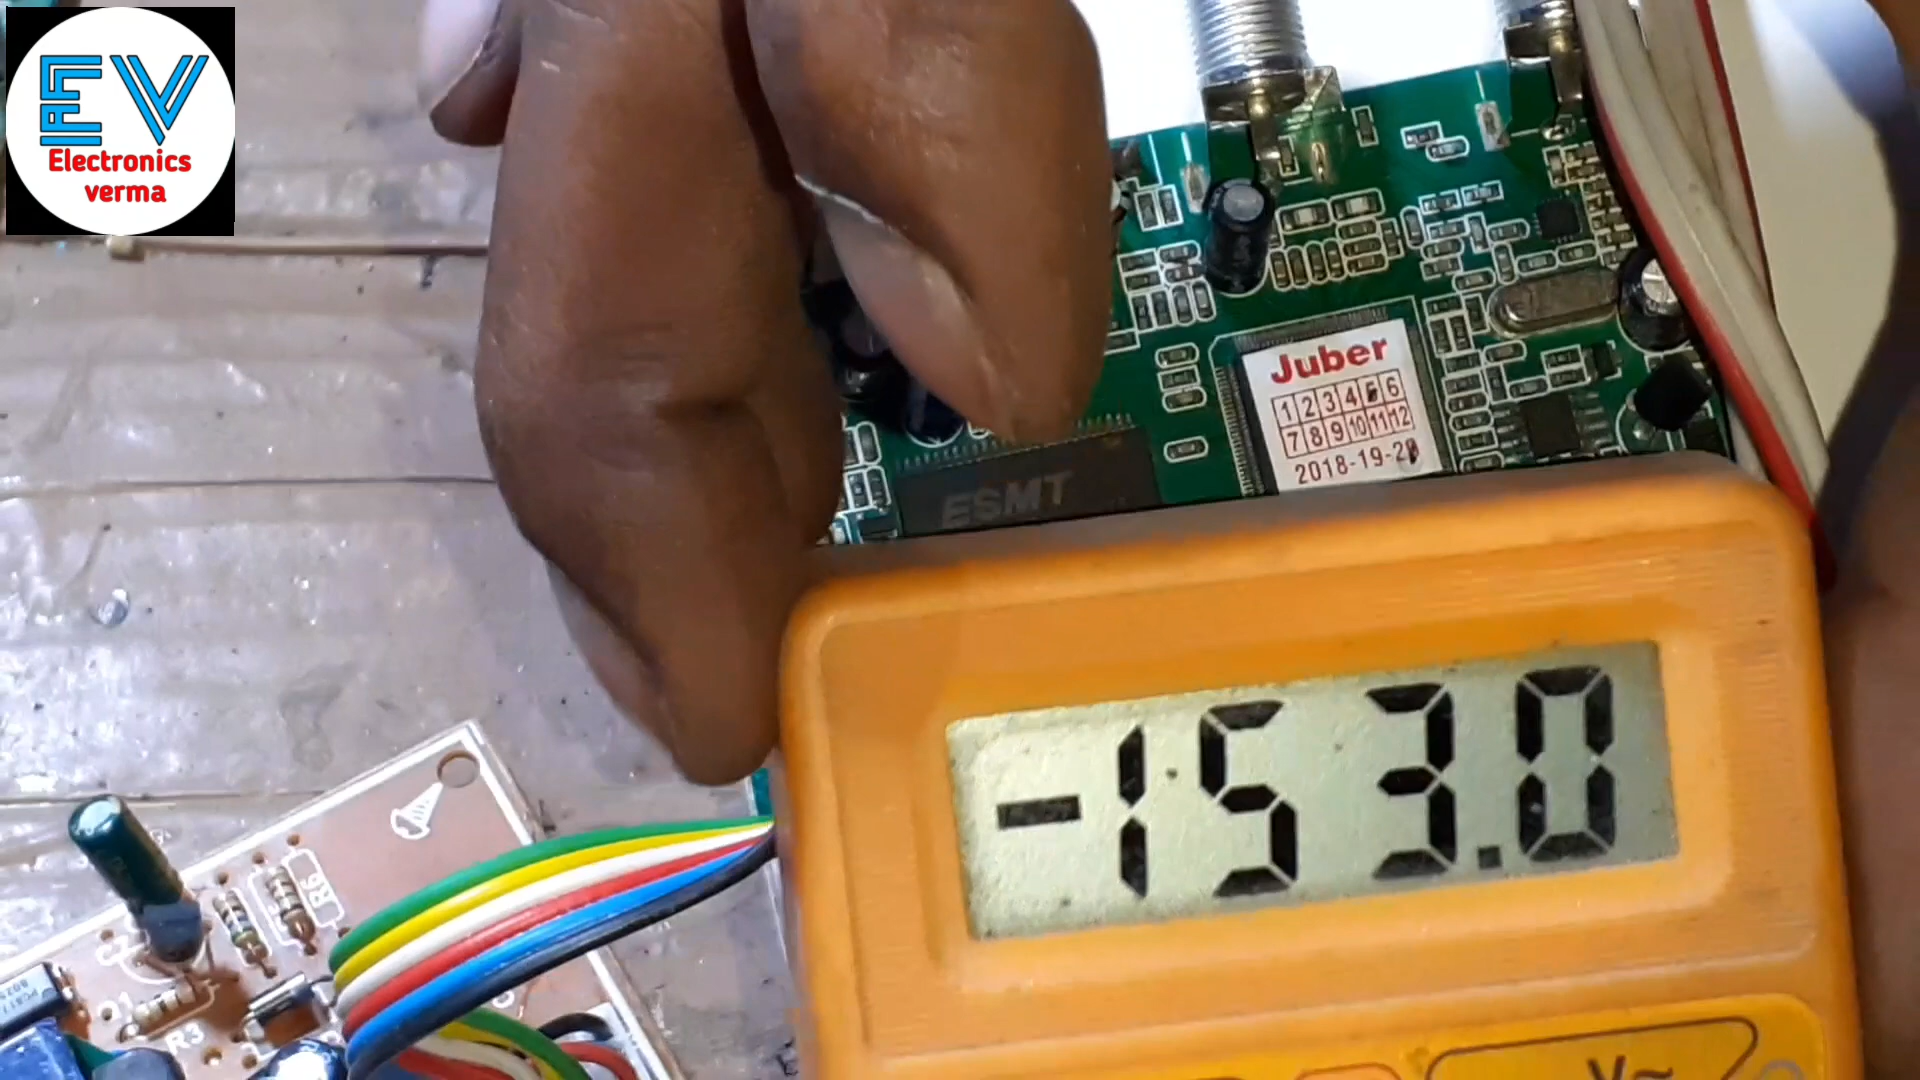 EV
Electronics
verma
Juber
1 2 3 4 5 6
7 8 9 10 11 12
2018-19-20
ESMT
-153.0
R6
R3
V~